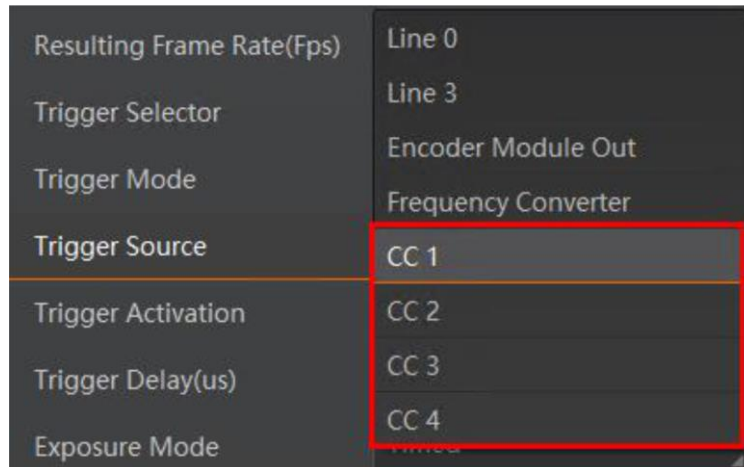 Resulting Frame Rate(Fps)
Line 0
Trigger Selector
Line 3
Encoder Module Out
Trigger Mode
Frequency Converter
Trigger Source
CC 1
Trigger Activation
CC 2
Trigger Delay(us)
CC 3
Exposure Mode
CC 4